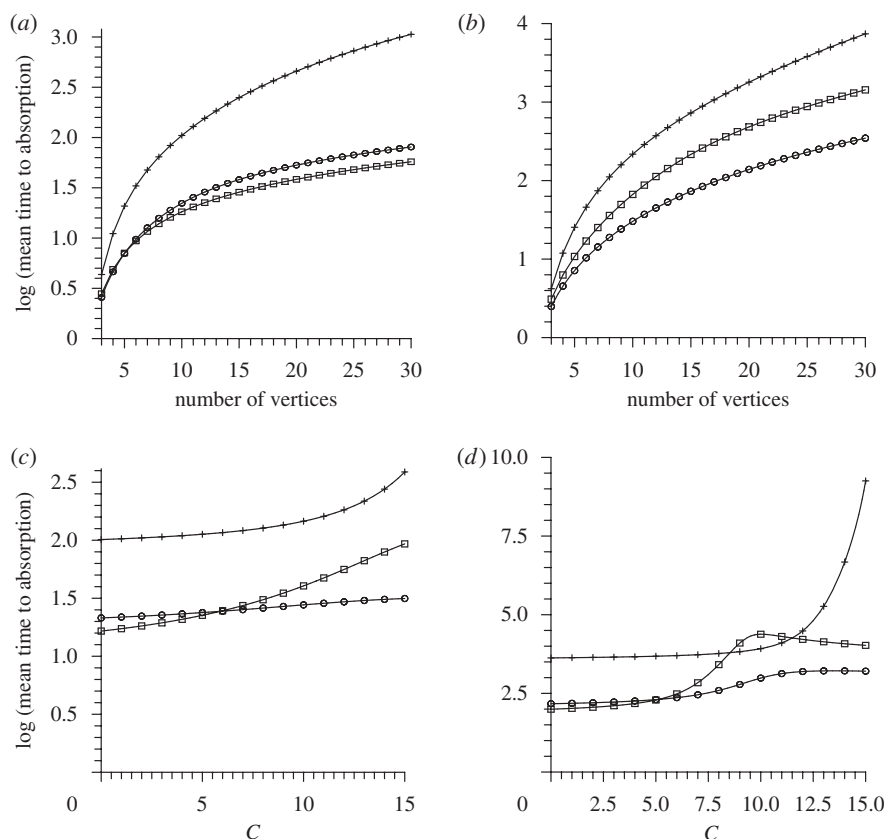 (a)
3.0
2.5
2.0
1.5
1.0
0.5
0
log (mean time to absorption)
5 10 15 20 25 30
number of vertices
(b)
4
3
2
1
0
5 10 15 20 25 30
number of vertices
(c)
2.5
2.0
1.5
1.0
0.5
log (mean time to absorption)
0 5 10 15
C
(d)
10.0
7.5
5.0
2.5
0 2.5 5.0 7.5 10.0 12.5 15.0
C